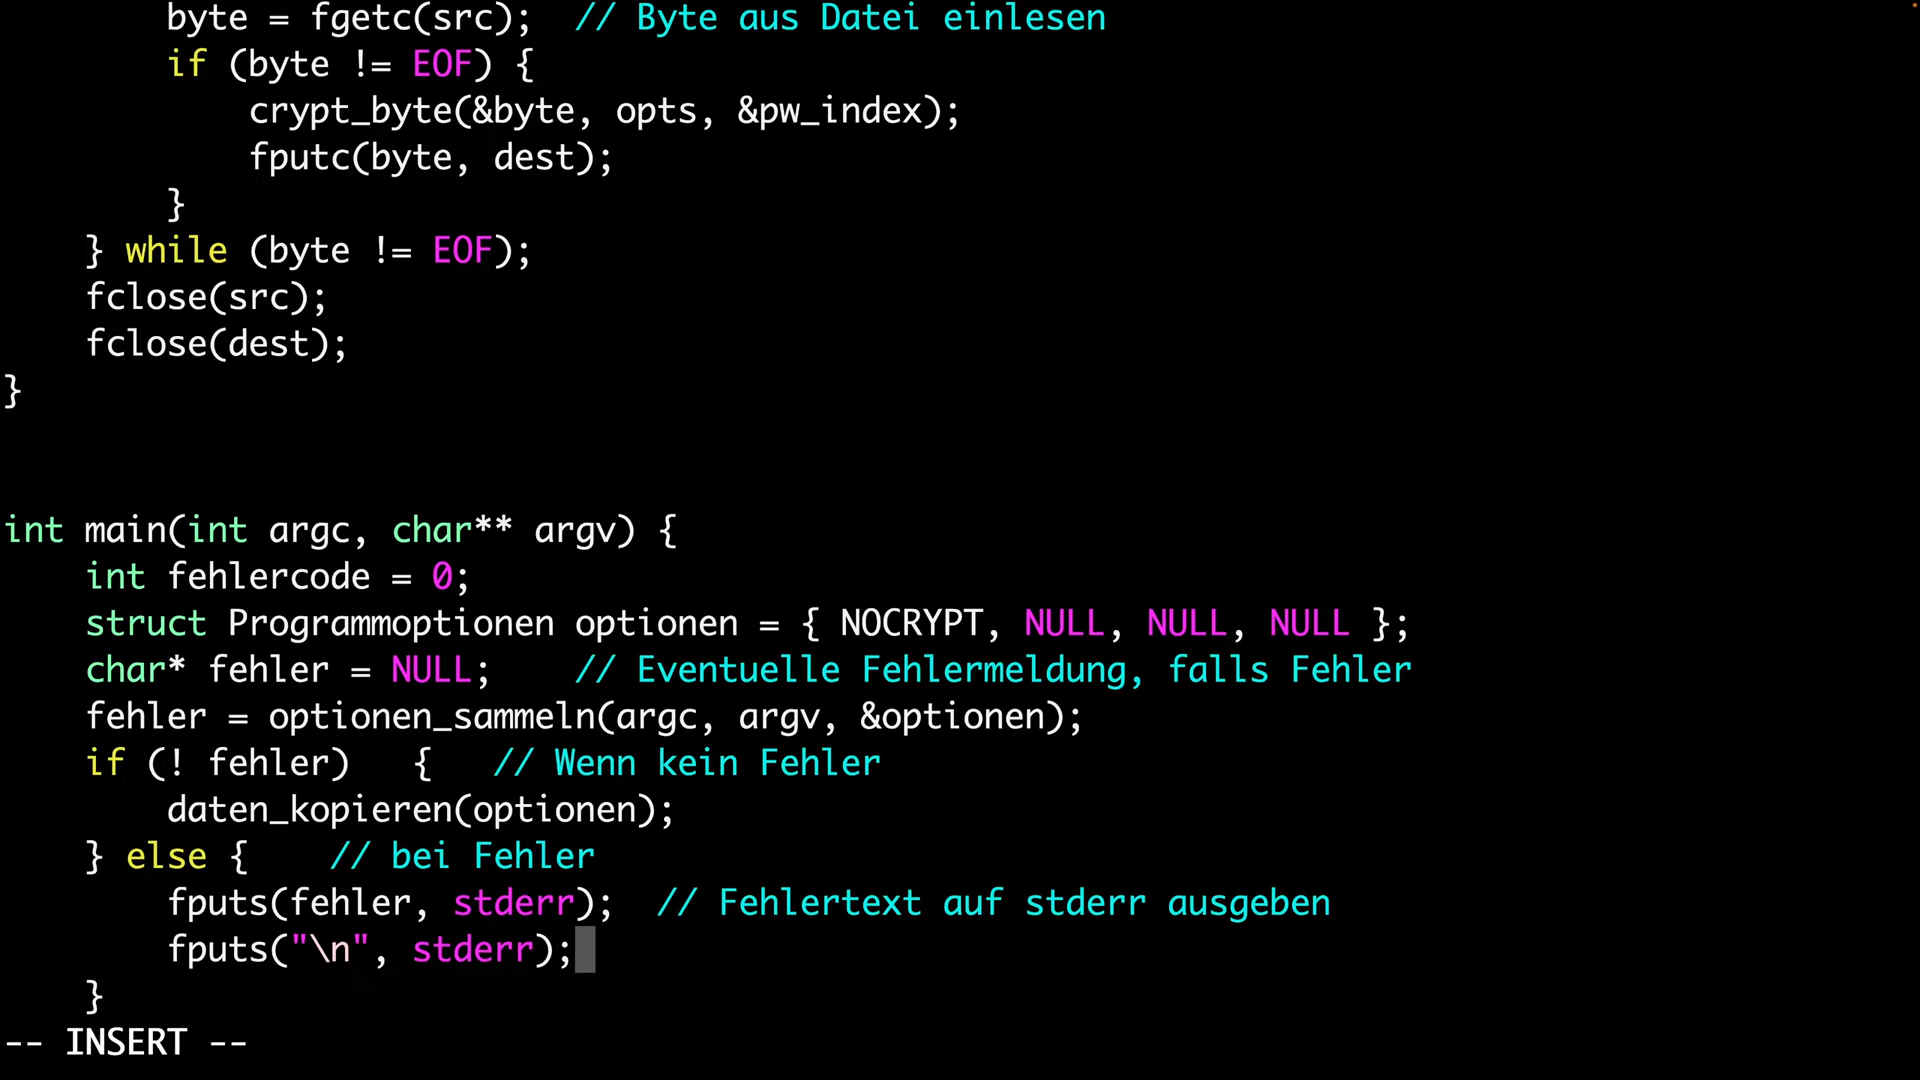 byte = fgetc(src);  // Byte aus Datei einlesen
if (byte != EOF) {
crypt_byte(&byte, opts, &pw_index);
fputc(byte, dest);
}
} while (byte != EOF);
fclose(src);
fclose(dest);
}
int main(int argc, char** argv) {
int fehlercode = 0;
struct Programmoptionen optionen = { NOCRYPT, NULL, NULL, NULL };
char* fehler = NULL;    // Eventuelle Fehlermeldung, falls Fehler
fehler = optionen_sammeln(argc, argv, &optionen);
if (! fehler)   {   // Wenn kein Fehler
daten_kopieren(optionen);
} else {    // bei Fehler
fputs(fehler, stderr);  // Fehlertext auf stderr ausgeben
fputs("\n", stderr);
}
-- INSERT --